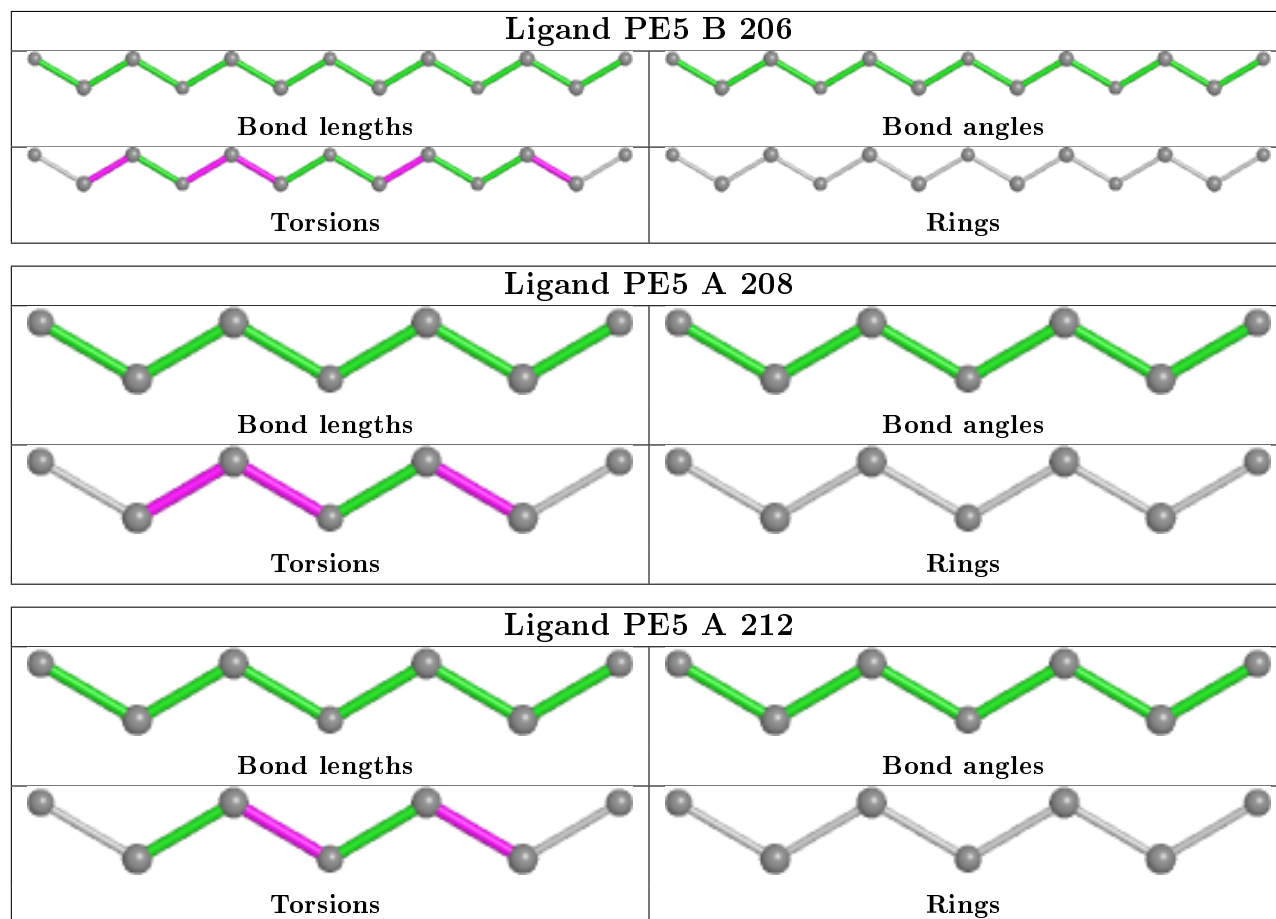 Ligand PE5 B 206
Bond lengths
Bond angles
Torsions
Rings
Ligand PE5 A 208
Bond lengths
Bond angles
Torsions
Rings
Ligand PE5 A 212
Bond lengths
Bond angles
Torsions
Rings